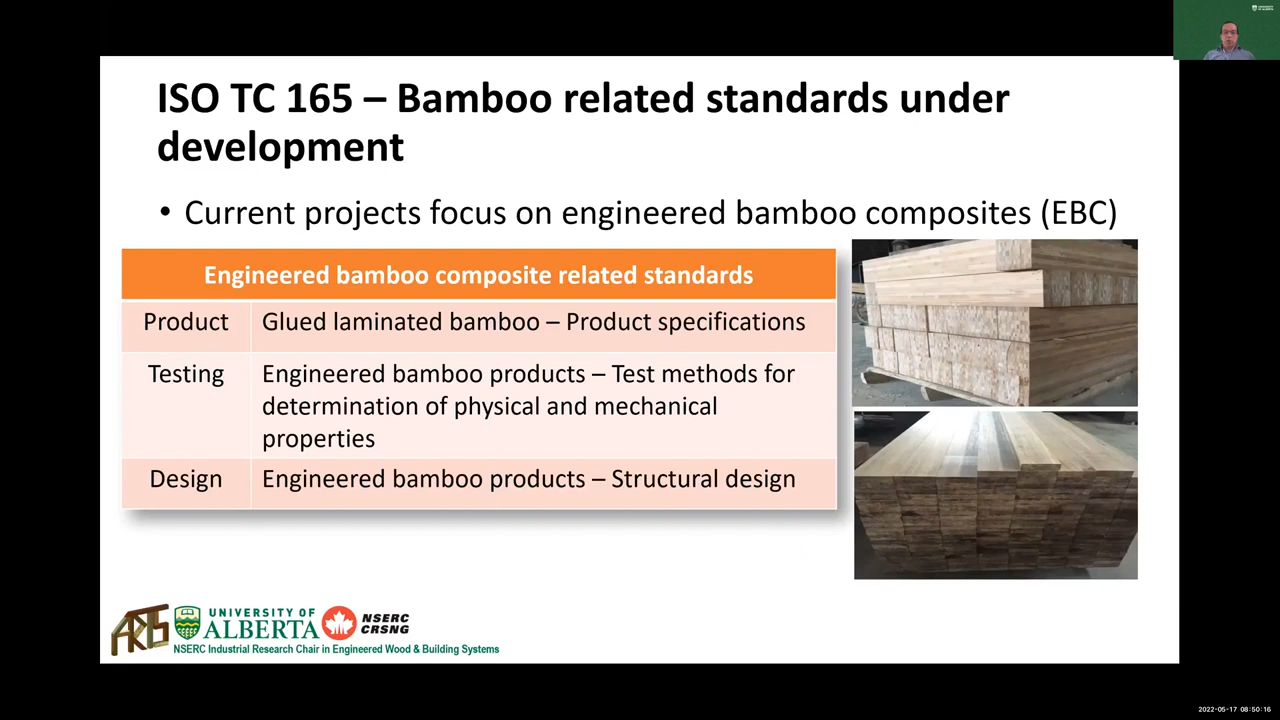 UNIVERSITY
OF ALBERTA
ISO TC 165 – Bamboo related standards under
development
• Current projects focus on engineered bamboo composites (EBC)
Engineered bamboo composite related standards
Product Glued laminated bamboo – Product specifications
Testing Engineered bamboo products – Test methods for
determination of physical and mechanical
properties
Design Engineered bamboo products – Structural design
UNIVERSITY OF
ALBERTA
NSERC
CRSNG
NSERC Industrial Research Chair in Engineered Wood & Building Systems
2022-05-17 08:50:16